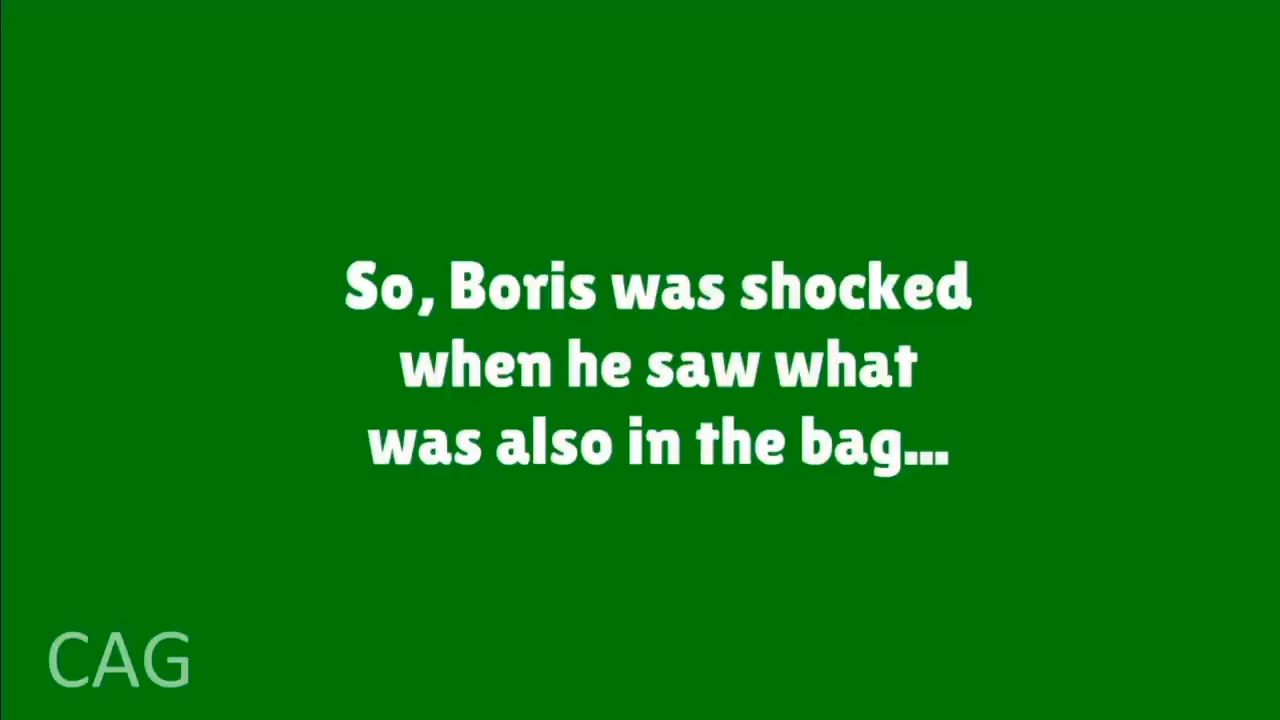 So, Boris was shocked
when he saw what
was also in the bag...
CAG